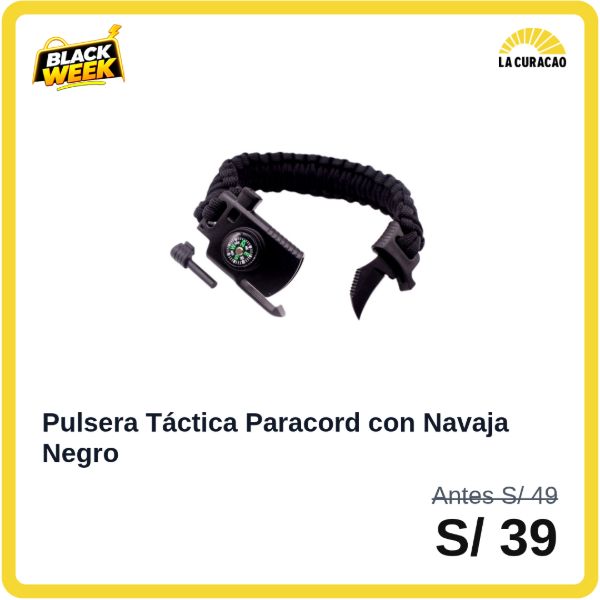 BLACK
WEEK
LA CURACAO
Pulsera Táctica Paracord con Navaja
Negro
Antes S/ 49
S/ 39